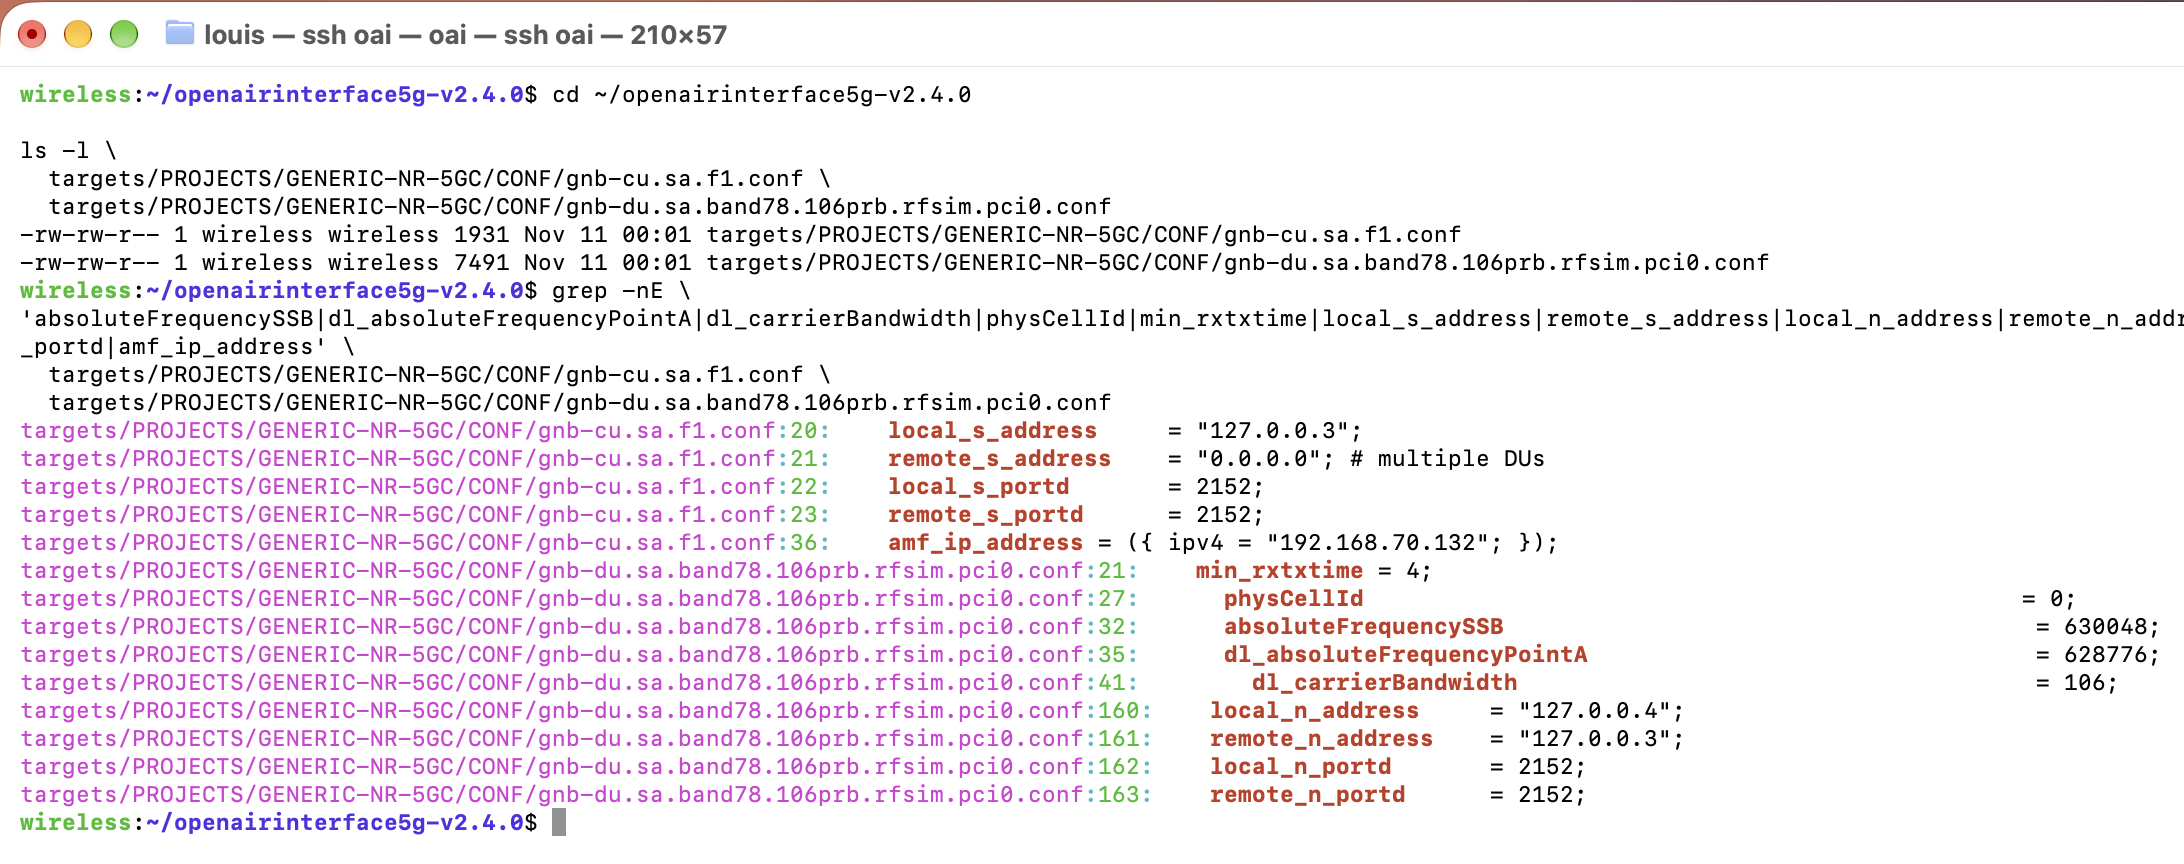 louis — ssh oai — oai — ssh oai — 210×57
wireless:~/openairinterface5g-v2.4.0$ cd ~/openairinterface5g-v2.4.0
ls -l \
  targets/PROJECTS/GENERIC-NR-5GC/CONF/gnb-cu.sa.f1.conf \
  targets/PROJECTS/GENERIC-NR-5GC/CONF/gnb-du.sa.band78.106prb.rfsim.pci0.conf
-rw-rw-r-- 1 wireless wireless 1931 Nov 11 00:01 targets/PROJECTS/GENERIC-NR-5GC/CONF/gnb-cu.sa.f1.conf
-rw-rw-r-- 1 wireless wireless 7491 Nov 11 00:01 targets/PROJECTS/GENERIC-NR-5GC/CONF/gnb-du.sa.band78.106prb.rfsim.pci0.conf
wireless:~/openairinterface5g-v2.4.0$ grep -nE \
'absoluteFrequencySSB|dl_absoluteFrequencyPointA|dl_carrierBandwidth|physCellId|min_rxtxtime|local_s_address|remote_s_address|local_n_address|remote_n_addr
_portd|amf_ip_address' \
  targets/PROJECTS/GENERIC-NR-5GC/CONF/gnb-cu.sa.f1.conf \
  targets/PROJECTS/GENERIC-NR-5GC/CONF/gnb-du.sa.band78.106prb.rfsim.pci0.conf
targets/PROJECTS/GENERIC-NR-5GC/CONF/gnb-cu.sa.f1.conf:20:    local_s_address     = "127.0.0.3";
targets/PROJECTS/GENERIC-NR-5GC/CONF/gnb-cu.sa.f1.conf:21:    remote_s_address    = "0.0.0.0"; # multiple DUs
targets/PROJECTS/GENERIC-NR-5GC/CONF/gnb-cu.sa.f1.conf:22:    local_s_portd       = 2152;
targets/PROJECTS/GENERIC-NR-5GC/CONF/gnb-cu.sa.f1.conf:23:    remote_s_portd      = 2152;
targets/PROJECTS/GENERIC-NR-5GC/CONF/gnb-cu.sa.f1.conf:36:    amf_ip_address = ({ ipv4 = "192.168.70.132"; });
targets/PROJECTS/GENERIC-NR-5GC/CONF/gnb-du.sa.band78.106prb.rfsim.pci0.conf:21:    min_rxtxtime = 4;
targets/PROJECTS/GENERIC-NR-5GC/CONF/gnb-du.sa.band78.106prb.rfsim.pci0.conf:27:      physCellId                                               = 0;
targets/PROJECTS/GENERIC-NR-5GC/CONF/gnb-du.sa.band78.106prb.rfsim.pci0.conf:32:      absoluteFrequencySSB                                      = 630048;
targets/PROJECTS/GENERIC-NR-5GC/CONF/gnb-du.sa.band78.106prb.rfsim.pci0.conf:35:      dl_absoluteFrequencyPointA                                = 628776;
targets/PROJECTS/GENERIC-NR-5GC/CONF/gnb-du.sa.band78.106prb.rfsim.pci0.conf:41:        dl_carrierBandwidth                                     = 106;
targets/PROJECTS/GENERIC-NR-5GC/CONF/gnb-du.sa.band78.106prb.rfsim.pci0.conf:160:    local_n_address     = "127.0.0.4";
targets/PROJECTS/GENERIC-NR-5GC/CONF/gnb-du.sa.band78.106prb.rfsim.pci0.conf:161:    remote_n_address    = "127.0.0.3";
targets/PROJECTS/GENERIC-NR-5GC/CONF/gnb-du.sa.band78.106prb.rfsim.pci0.conf:162:    local_n_portd       = 2152;
targets/PROJECTS/GENERIC-NR-5GC/CONF/gnb-du.sa.band78.106prb.rfsim.pci0.conf:163:    remote_n_portd      = 2152;
wireless:~/openairinterface5g-v2.4.0$